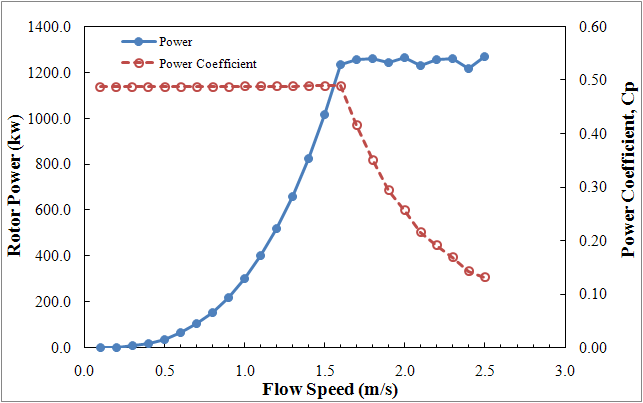 1400.0
1200.0
1000.0
800.0
600.0
400.0
200.0
0.0
Rotor Power (kw)
Power
Power Coefficient
0.60
0.50
0.40
0.30
0.20
0.10
0.00
Power Coefficient, Cp
0.0 0.5 1.0 1.5 2.0 2.5 3.0
Flow Speed (m/s)